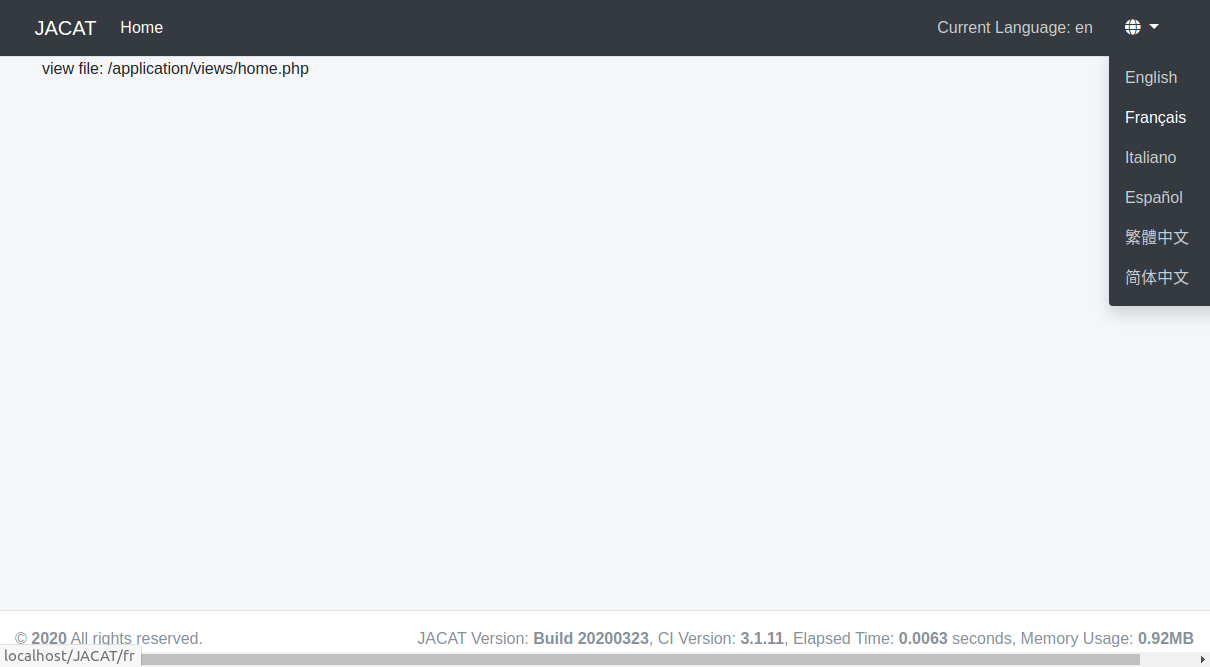 JACAT Home Current Language: en
view file: /application/views/home.php
English
Français
Italiano
Español
繁體中文
简体中文
© 2020 All rights reserved. JACAT Version: Build 20200323, CI Version: 3.1.11, Elapsed Time: 0.0063 seconds, Memory Usage: 0.92MB
localhost/JACAT/fr